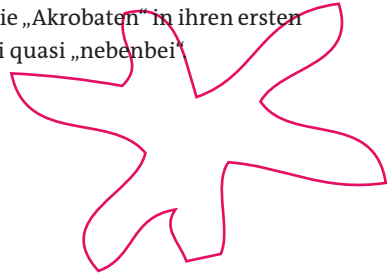 ie „Akrobaten“ in ihren ersten
i quasi „nebenbei“.